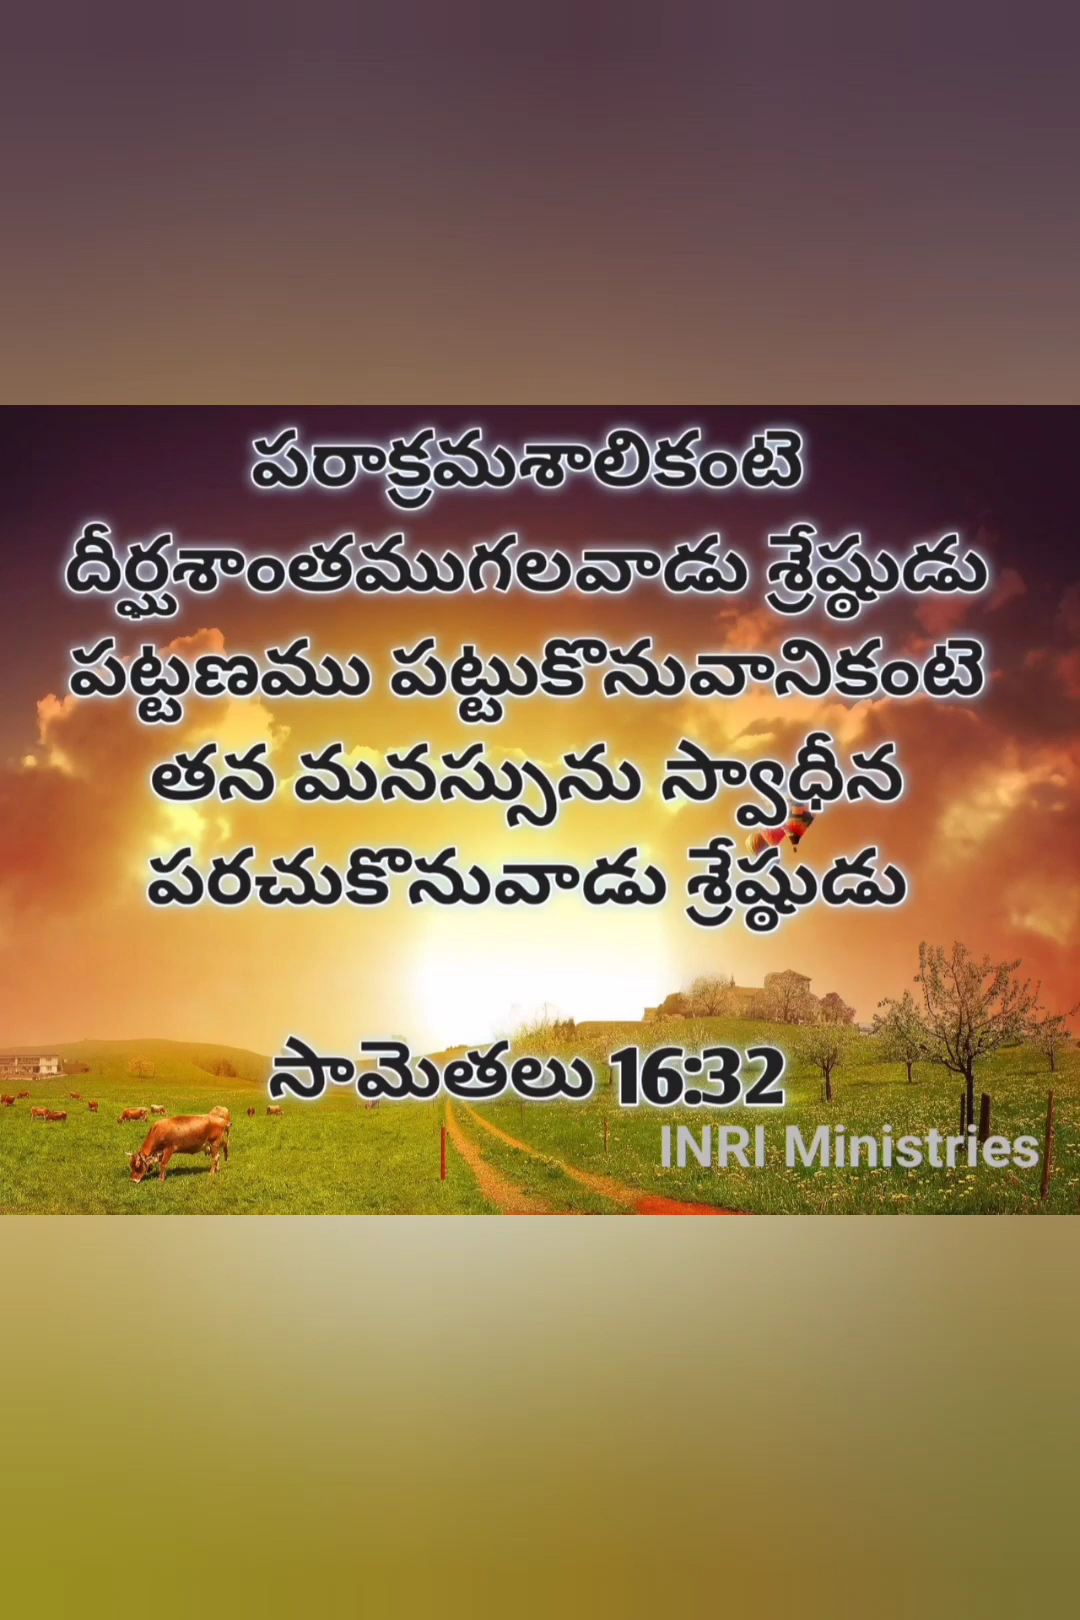 పరాక్రమశాలికంటె
దీర్ఘశాంతముగలవాడు శ్రేష్ఠుడు
పట్టణము పట్టుకొనువానికంటె
తన మనస్సును స్వాధీన
పరచుకొనువాడు శ్రేష్ఠుడు
సామెతలు 16:32
INRI Ministries